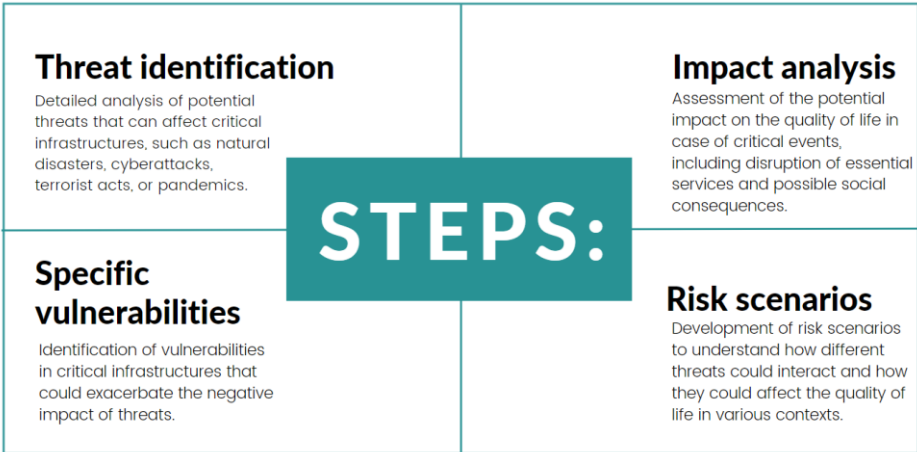 Threat identification
Detailed analysis of potential
threats that can affect critical
infrastructures, such as natural
disasters, cyberattacks,
terrorist acts, or pandemics.
Impact analysis
Assessment of the potential
impact on the quality of life in
case of critical events,
including disruption of essential
services and possible social
consequences.
STEPS:
Specific
vulnerabilities
Identification of vulnerabilities
in critical infrastructures that
could exacerbate the negative
impact of threats.
Risk scenarios
Development of risk scenarios
to understand how different
threats could interact and how
they could affect the quality of
life in various contexts.